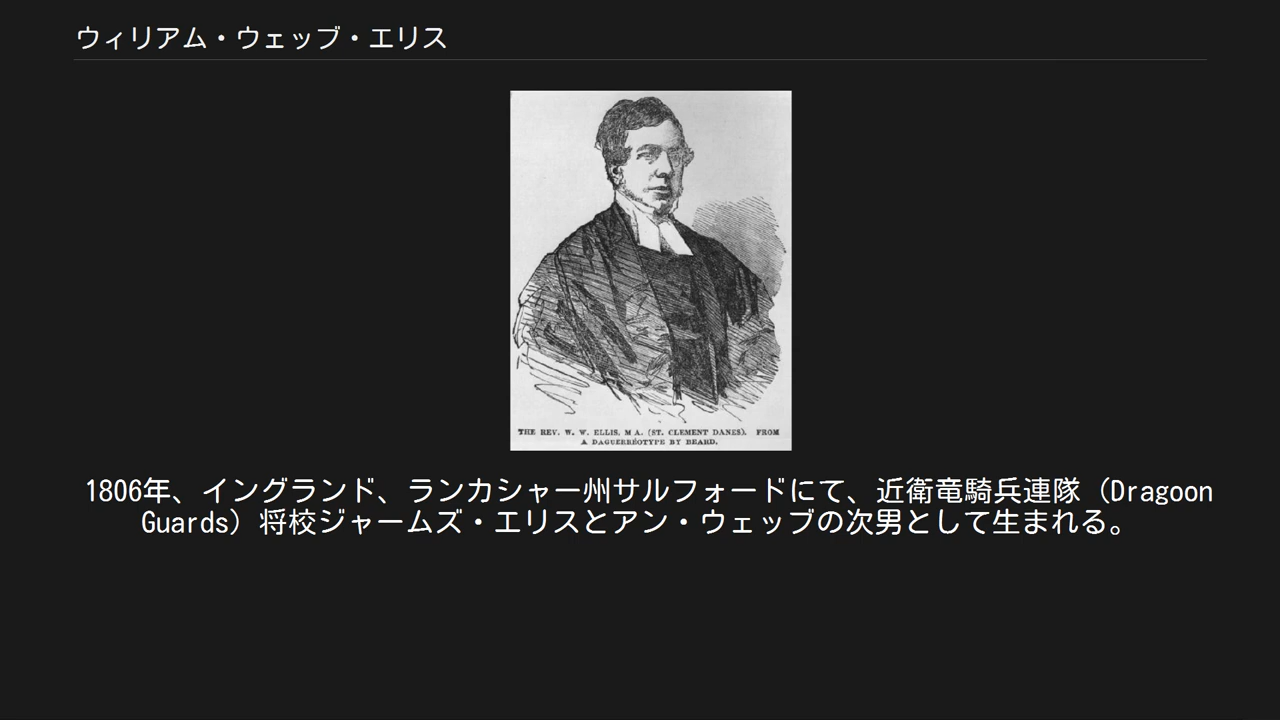 ウィリアム・ウェッブ・エリス
THE REV. W. W. ELLIS, M A. (ST. CLEMENT DANES). FROM
A DAGUERREOTYPE BY BEARD.
1806年、イングランド、ランカシャー州サルフォードにて、近衛竜騎兵連隊（Dragoon
Guards）将校ジャームズ・エリスとアン・ウェッブの次男として生まれる。